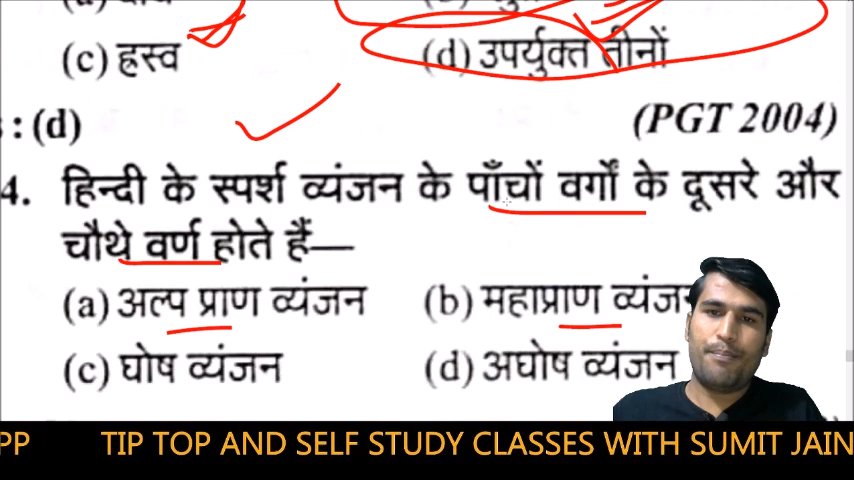 (c) ह्रस्व (d) उपर्युक्त तीनों
: (d) (PGT 2004)
4. हिन्दी के स्पर्श व्यंजन के पाँचों वर्गों के दूसरे और
चौथे वर्ण होते हैं—
(a) अल्प प्राण व्यंजन (b) महाप्राण
(c) घोष व्यंजन (d) अघोष व्यंजन
PP TIP TOP AND SELF STUDY CLASSES WITH SUMIT JAIN